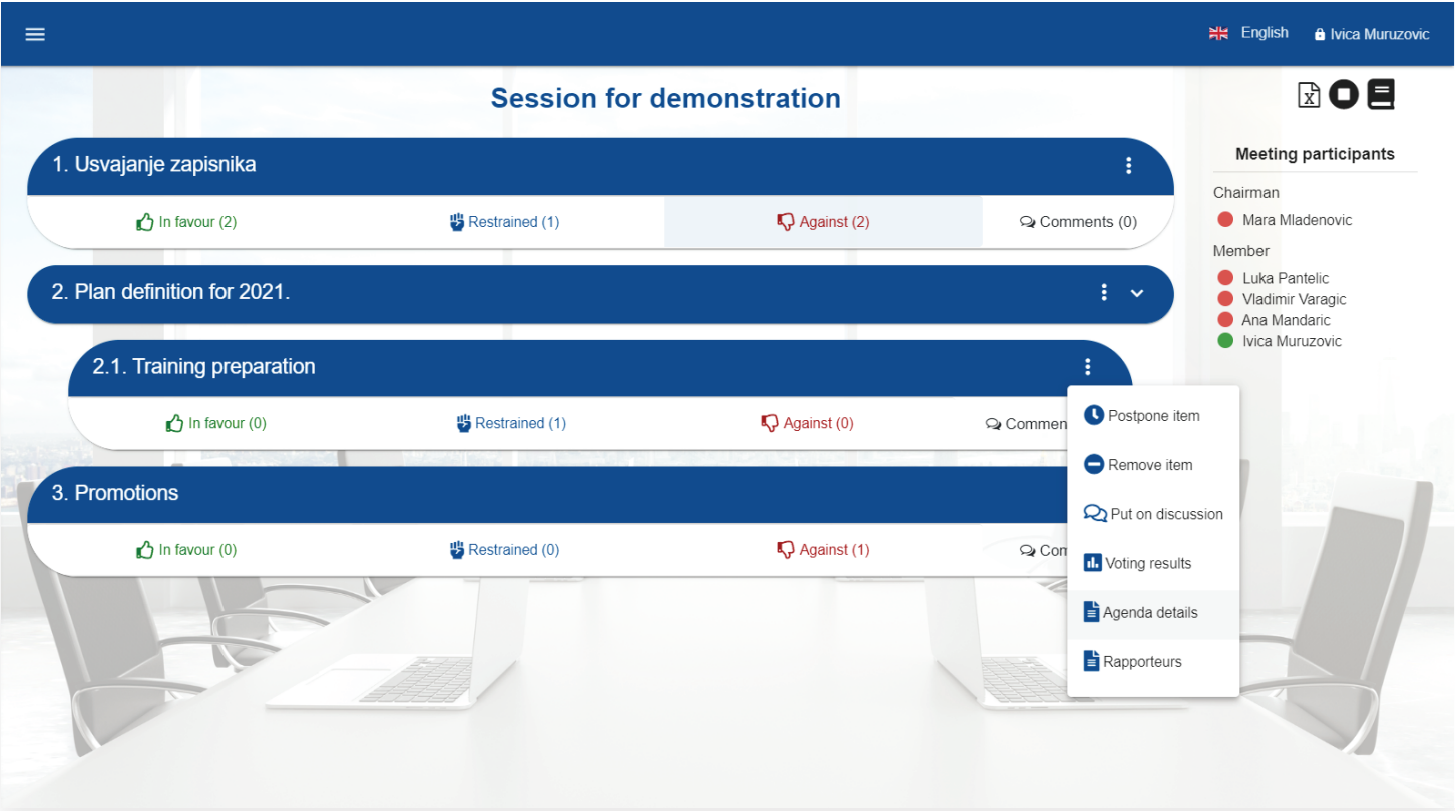 English Ivica Muruzovic
Session for demonstration
1. Usvajanje zapisnika
In favour (2) Restrained (1) Against (2) Comments (0)
2. Plan definition for 2021.
2.1. Training preparation
In favour (0) Restrained (1) Against (0) Commen
3. Promotions
In favour (0) Restrained (0) Against (1) Com
Postpone item
Remove item
Put on discussion
Voting results
Agenda details
Rapporteurs
X
Meeting participants
Chairman
Mara Mladenovic
Member
Luka Pantelic
Vladimir Varagic
Ana Mandaric
Ivica Muruzovic